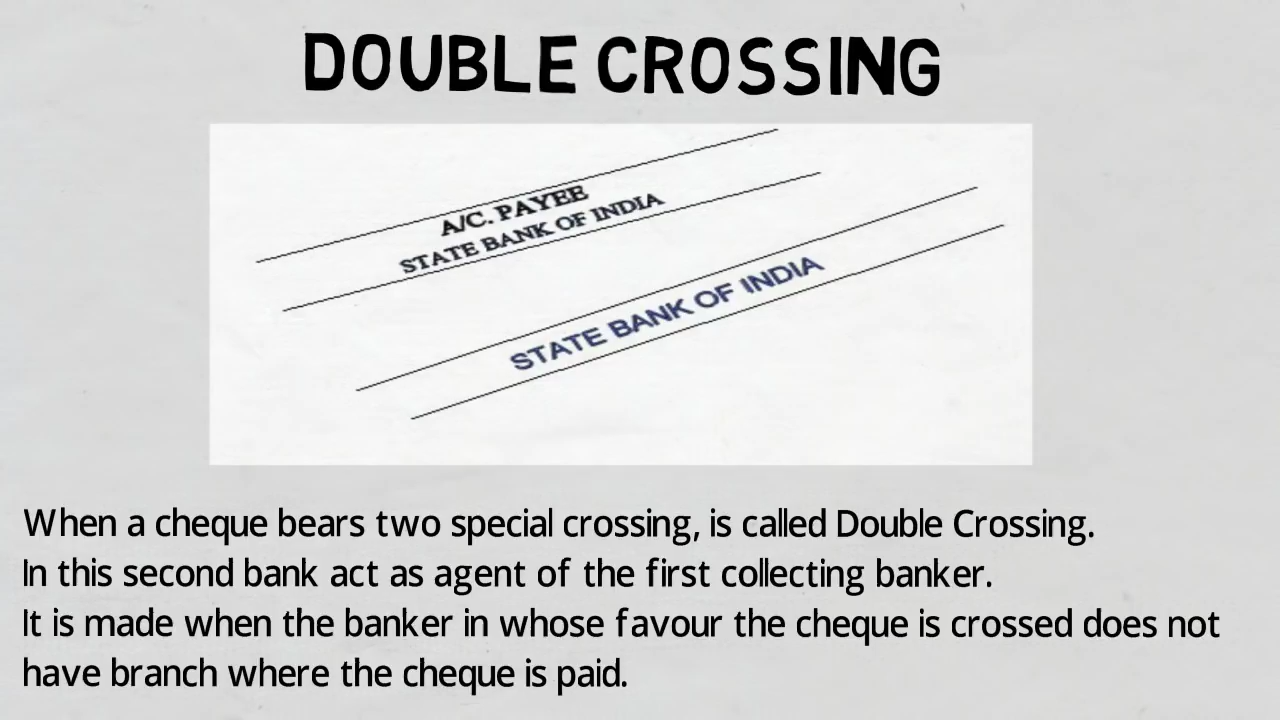 DOUBLE CROSSING
A/C. PAYEE
STATE BANK OF INDIA
STATE BANK OF INDIA
When a cheque bears two special crossing, is called Double Crossing.
In this second bank act as agent of the first collecting banker.
It is made when the banker in whose favour the cheque is crossed does not
have branch where the cheque is paid.